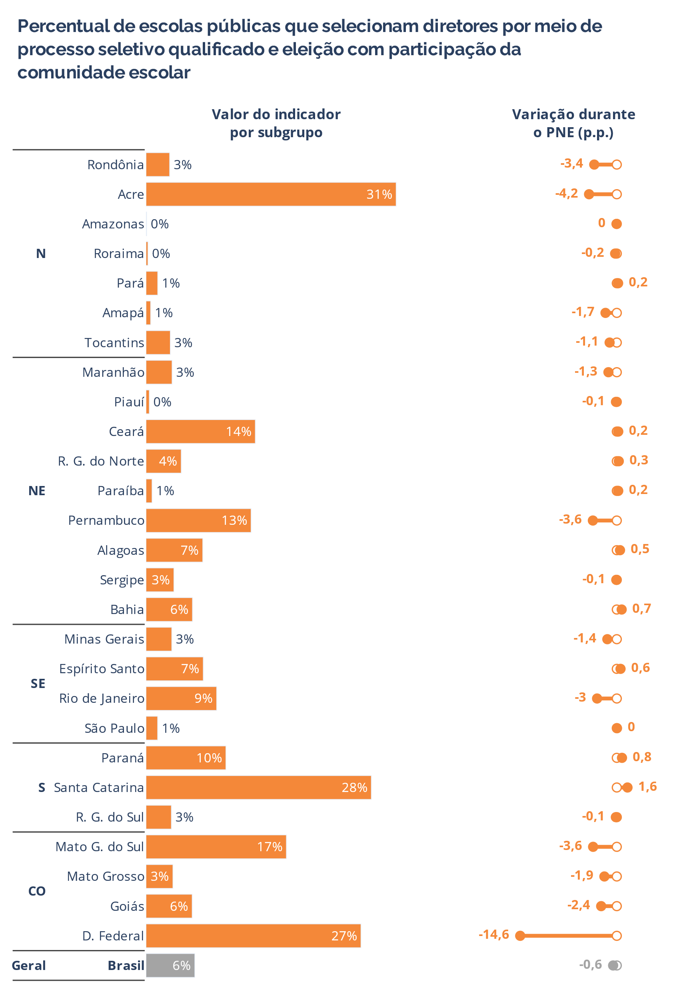 Percentual de escolas públicas que selecionam diretores por meio de
processo seletivo qualificado e eleição com participação da
comunidade escolar
Valor do indicador
por subgrupo
Variação durante
o PNE (p.p.)
Rondônia 3% -3,4
Acre 31% -4,2
Amazonas 0% 0
N Roraima 0% -0,2
Pará 1% 0,2
Amapá 1% -1,7
Tocantins 3% -1,1
Maranhão 3% -1,3
Piauí 0% -0,1
Ceará 14% 0,2
R. G. do Norte 4% 0,3
NE Paraíba 1% 0,2
Pernambuco 13% -3,6
Alagoas 7% 0,5
Sergipe 3% -0,1
Bahia 6% 0,7
Minas Gerais 3% -1,4
Espírito Santo 7% 0,6
SE
Rio de Janeiro 9% -3
São Paulo 1% 0
Paraná 10% 0,8
S Santa Catarina 28% 1,6
R. G. do Sul 3% -0,1
Mato G. do Sul 17% -3,6
Mato Grosso 3% -1,9
CO
Goiás 6% -2,4
D. Federal 27% -14,6
Geral Brasil 6% -0,6